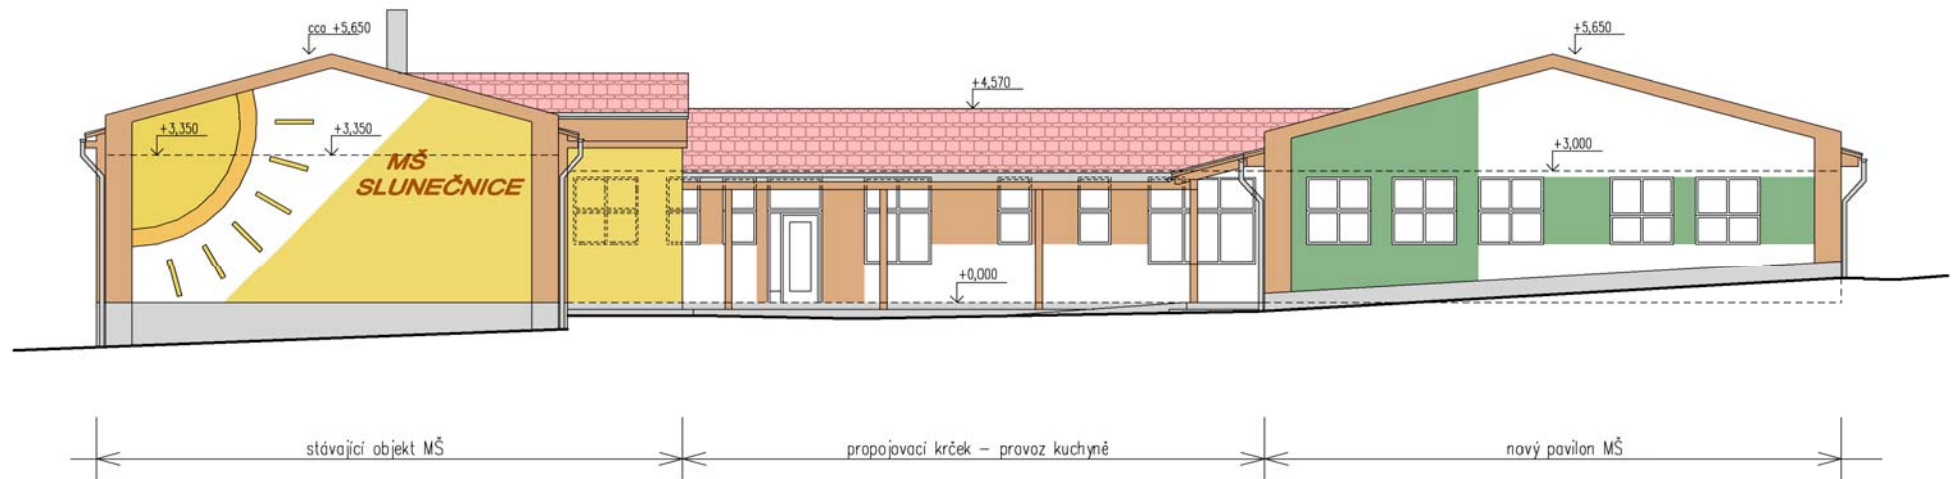 cca +5,650
+5,650
+4,570
+3,350
+3,350
+3,000
MŠ
SLUNEČNICE
+0,000
stávající objekt MŠ
propojovací krček – provoz kuchyně
nový pavilon MŠ